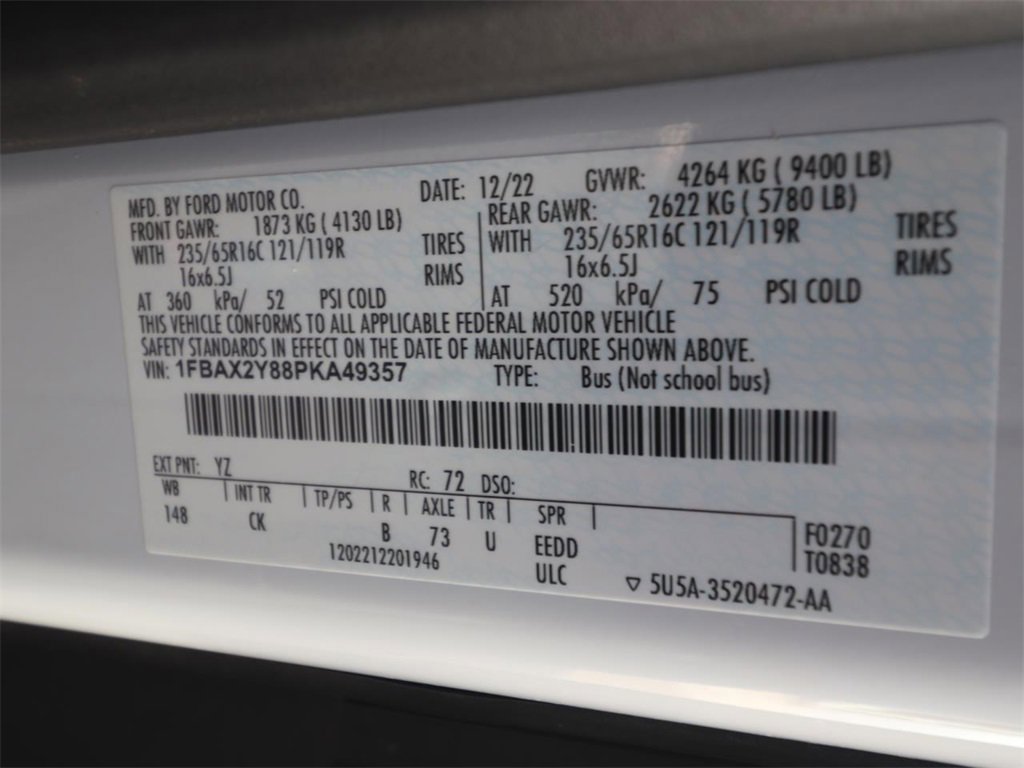 MFD. BY FORD MOTOR CO. DATE: 12/22 GVWR: 4264 KG ( 9400 LB)
FRONT GAWR: 1873 KG ( 4130 LB) REAR GAWR: 2622 KG ( 5780 LB)
WITH 235/65R16C 121/119R TIRES WITH 235/65R16C 121/119R TIRES
16x6.5J RIMS 16x6.5J RIMS
AT 360 kPa/ 52 PSI COLD AT 520 kPa/ 75 PSI COLD
THIS VEHICLE CONFORMS TO ALL APPLICABLE FEDERAL MOTOR VEHICLE
SAFETY STANDARDS IN EFFECT ON THE DATE OF MANUFACTURE SHOWN ABOVE.
VIN: 1FBAX2Y88PKA49357 TYPE: Bus (Not school bus)
EXT PNT: YZ RC: 72 DSO:
WB INT TR TP/PS R AXLE TR SPR
148 CK B 73 U EEDD F0270
1202212201946 ULC T0838
5U5A-3520472-AA